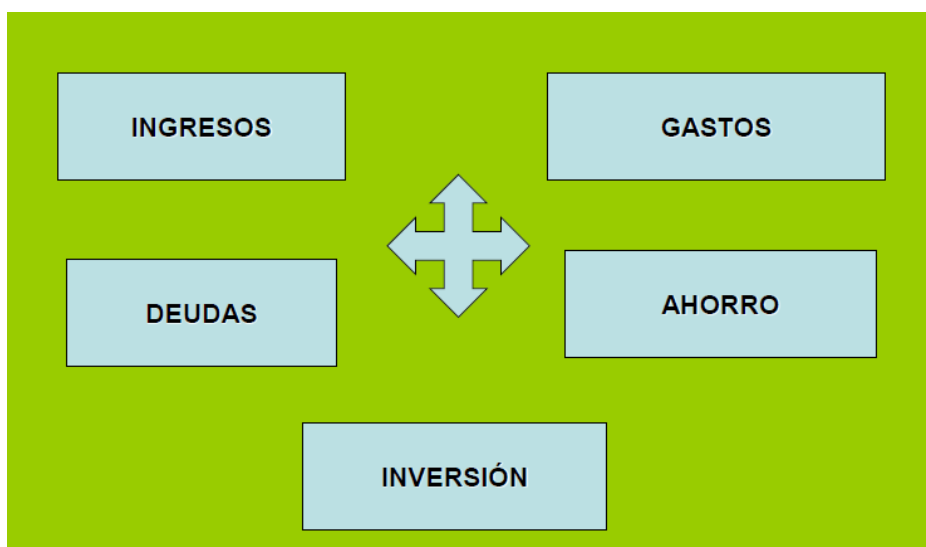 INGRESOS
GASTOS
DEUDAS
AHORRO
INVERSIÓN